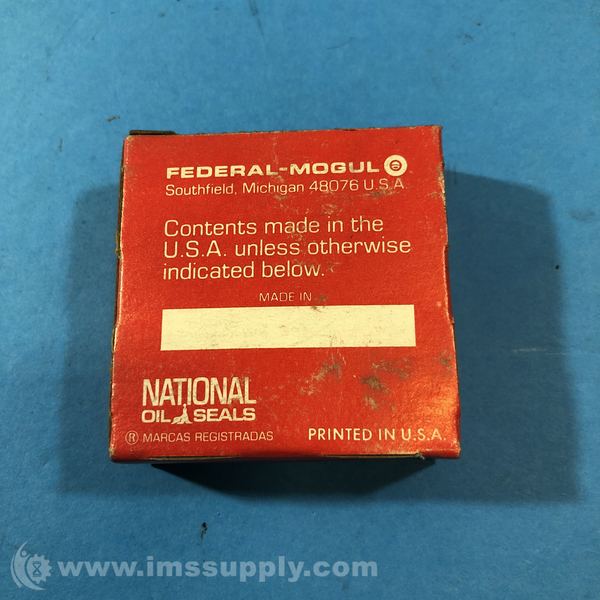 FEDERAL-MOGUL
Southfield, Michigan 48076 U.S.A.
Contents made in the
U.S.A. unless otherwise
indicated below.
MADE IN
NATIONAL
OIL SEALS
® MARCAS REGISTRADAS
PRINTED IN U.S.A.
www.imssupply.com